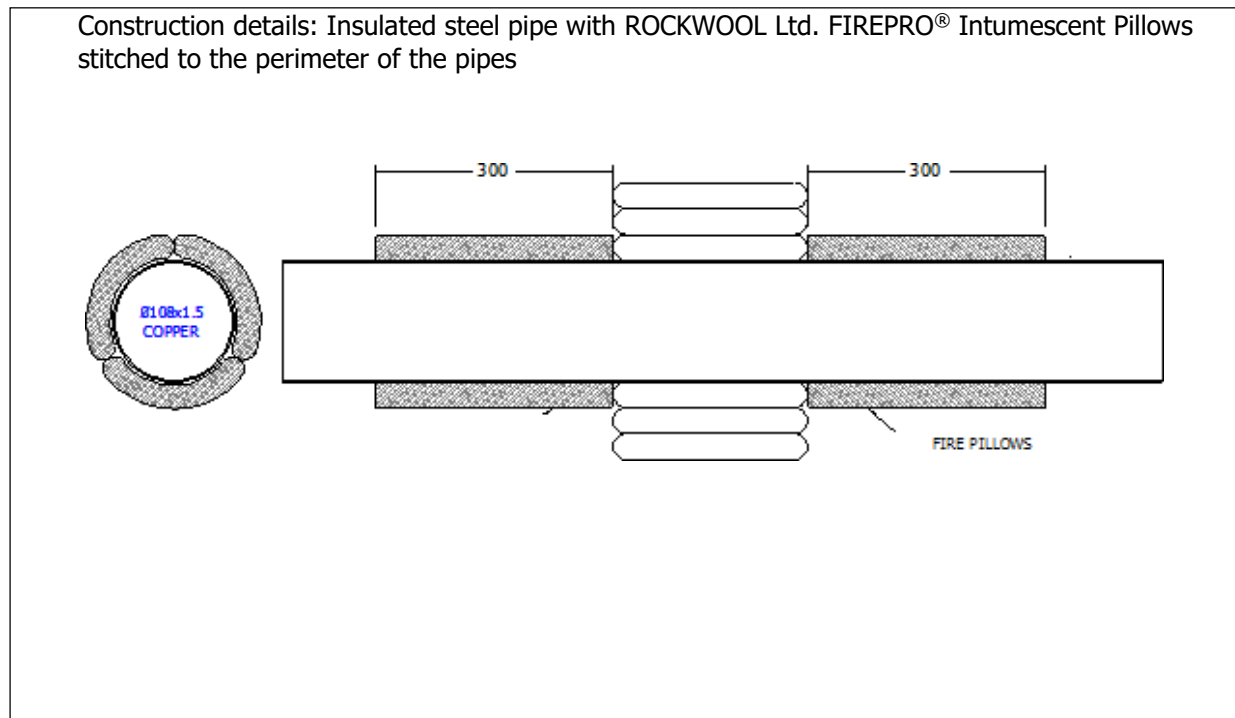 Construction details: Insulated steel pipe with ROCKWOOL Ltd. FIREPRO® Intumescent Pillows
stitched to the perimeter of the pipes
300
300
Ø108x1.5
COPPER
FIRE PILLOWS